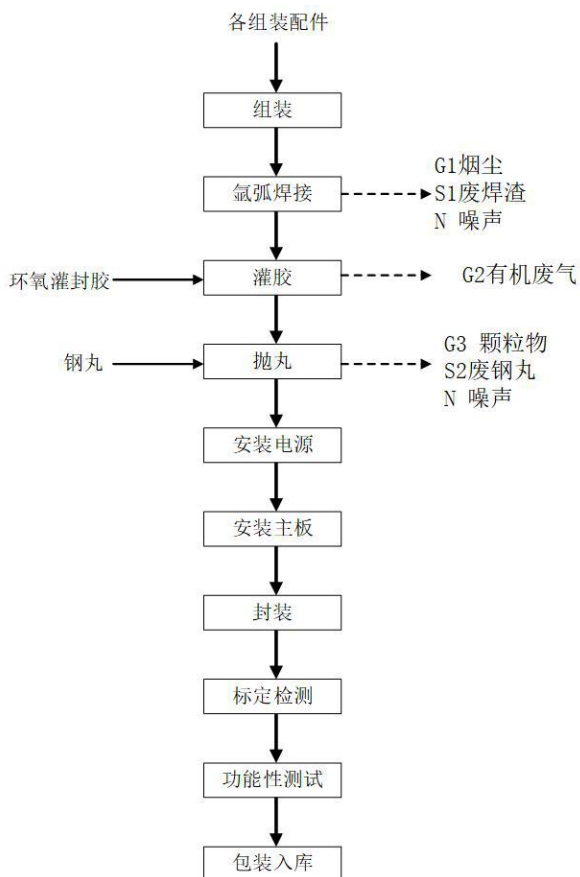 各组装配件
组装
氩弧焊接
G1烟尘
S1废焊渣
N 噪声
环氧灌封胶
灌胶
G2有机废气
钢丸
抛丸
G3 颗粒物
S2废钢丸
N 噪声
安装电源
安装主板
封装
标定检测
功能性测试
包装入库